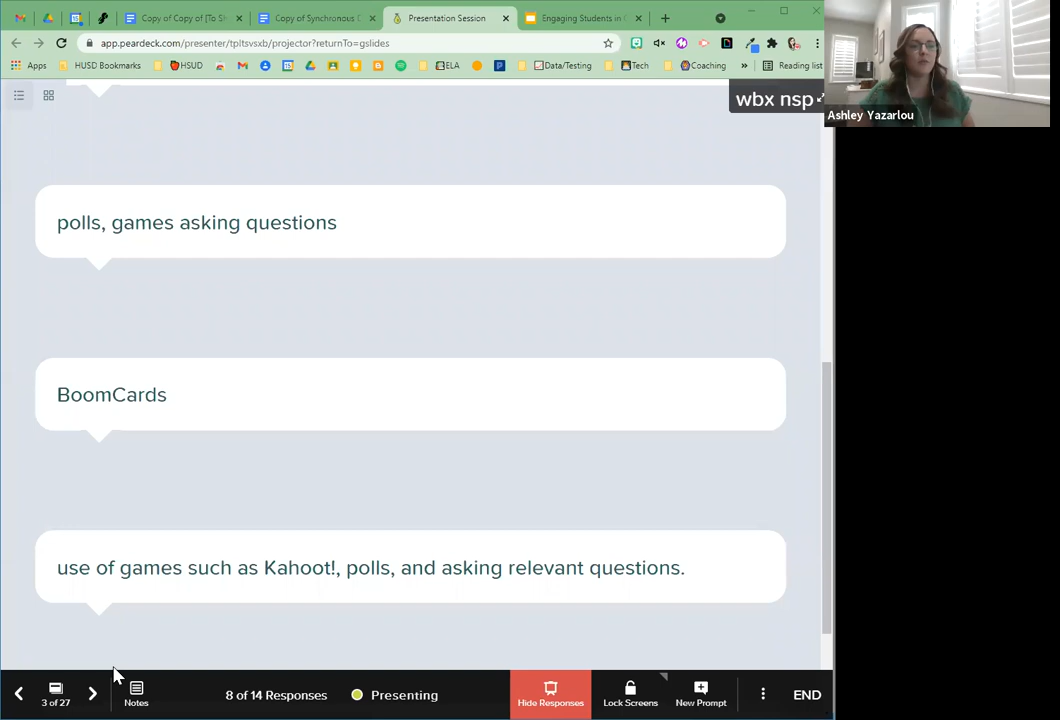 Copy of Copy of [To S
Copy of Synchronous C
Presentation Session
Engaging Students in
app.peardeck.com/presenter/tpltsvsxb/projector?returnTo=gslides
Apps
HUSD Bookmarks
HSUD
ELA
Data/Testing
Tech
Coaching
»
Reading list
wbx nsp
Ashley Yazarlou
polls, games asking questions
BoomCards
use of games such as Kahoot!, polls, and asking relevant questions.
3 of 27
Notes
8 of 14 Responses
Presenting
Hide Responses
Lock Screens
New Prompt
END